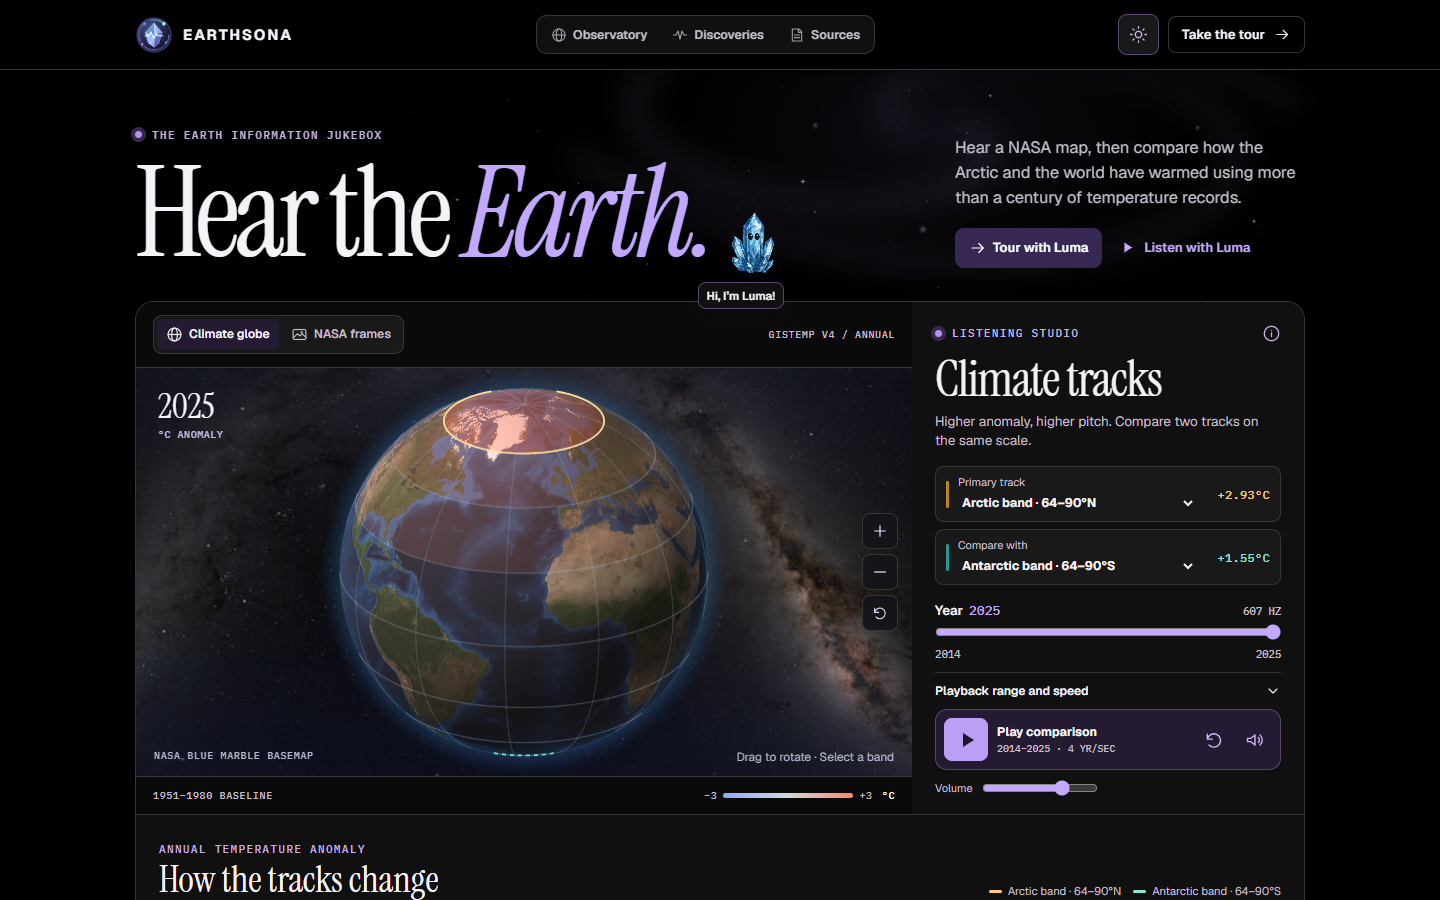 EARTHSONA
Observatory
Discoveries
Sources
Take the tour
THE EARTH INFORMATION JUKEBOX
Hear the Earth.
Hear a NASA map, then compare how the
Arctic and the world have warmed using more
than a century of temperature records.
Tour with Luma
Listen with Luma
Hi, I'm Luma!
Climate globe
NASA frames
GISTEMP V4 / ANNUAL
2025
°C ANOMALY
NASA BLUE MARBLE BASEMAP
Drag to rotate · Select a band
1951–1980 BASELINE
−3
+3
°C
LISTENING STUDIO
Climate tracks
Higher anomaly, higher pitch. Compare two tracks on
the same scale.
Primary track
Arctic band · 64–90°N
+2.93°C
Compare with
Antarctic band · 64–90°S
+1.55°C
Year 2025
607 HZ
2014
2025
Playback range and speed
Play comparison
2014–2025 · 4 YR/SEC
Volume
ANNUAL TEMPERATURE ANOMALY
How the tracks change
Arctic band · 64–90°N
Antarctic band · 64–90°S